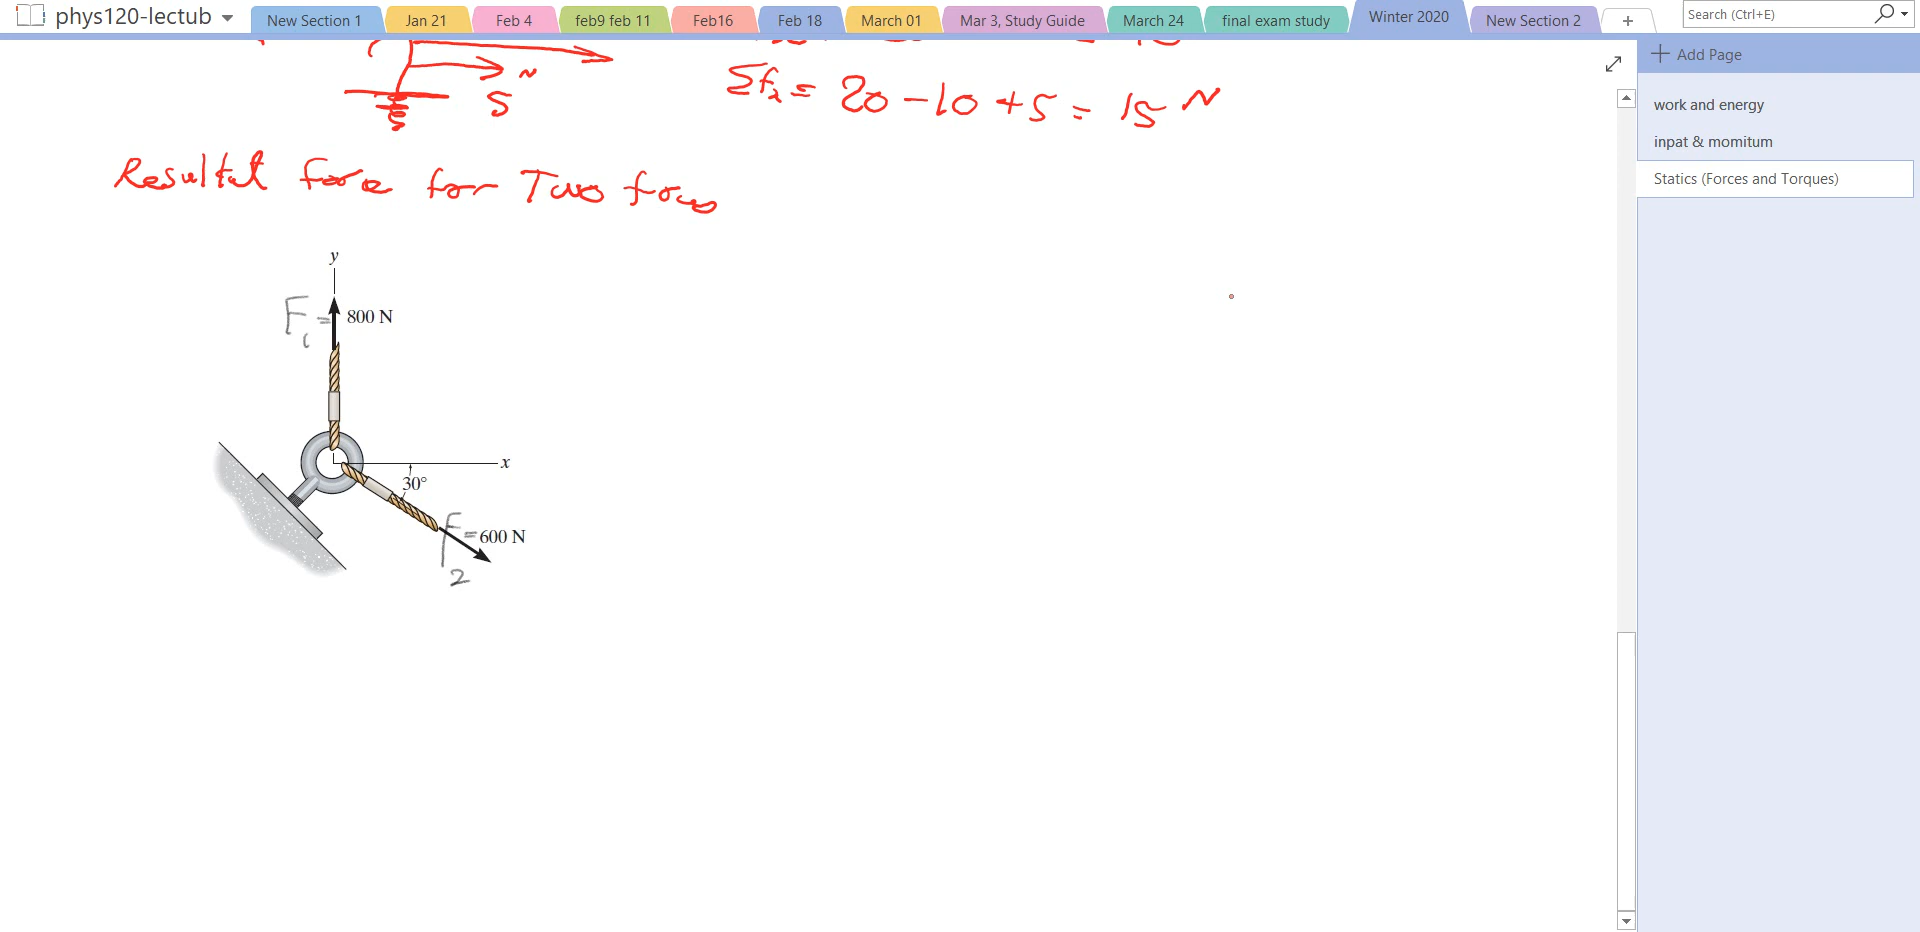 phys120-lectub
New Section 1
Jan 21
Feb 4
feb9 feb 11
Feb16
Feb 18
March 01
Mar 3, Study Guide
March 24
final exam study
Winter 2020
New Section 2
+
Search (Ctrl+E)
Add Page
work and energy
inpat & momitum
Statics (Forces and Torques)
N
5
Σf₂ = 20 - 10 + 5 = 15 N
Resultat force for Two forces
y
F₁ = 800 N
x
30°
F₂ = 600 N